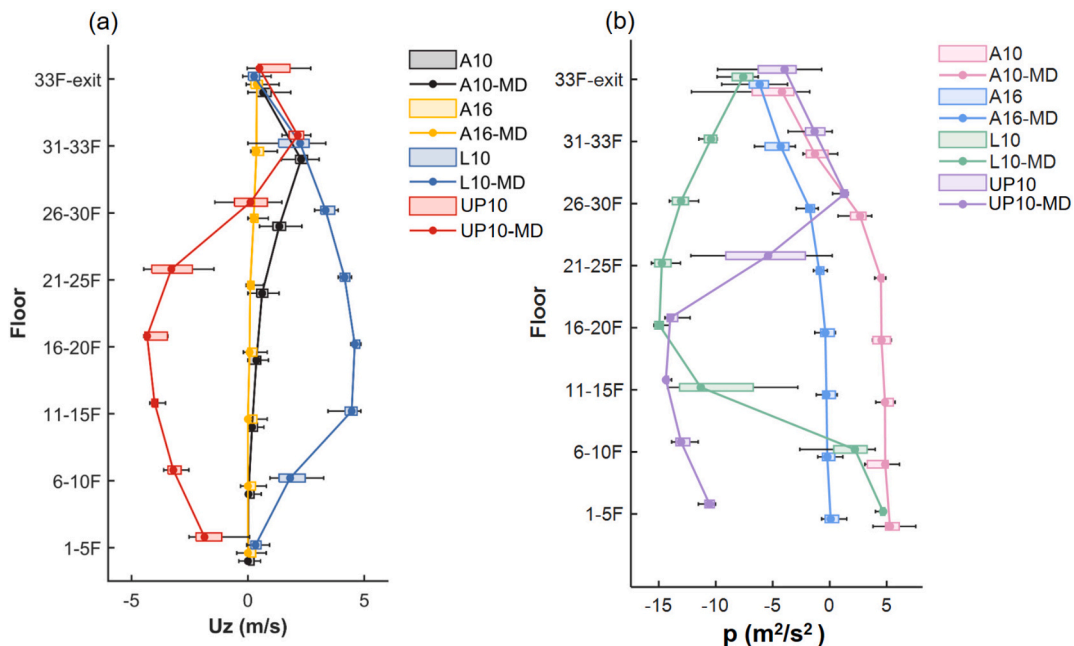 (a)
33F-exit
31-33F
26-30F
21-25F
16-20F
11-15F
6-10F
1-5F
Floor
-5
0
5
Uz (m/s)
A10
A10-MD
A16
A16-MD
L10
L10-MD
UP10
UP10-MD
(b)
33F-exit
31-33F
26-30F
21-25F
16-20F
11-15F
6-10F
1-5F
Floor
-15
-10
-5
0
5
p (m²/s²)
A10
A10-MD
A16
A16-MD
L10
L10-MD
UP10
UP10-MD